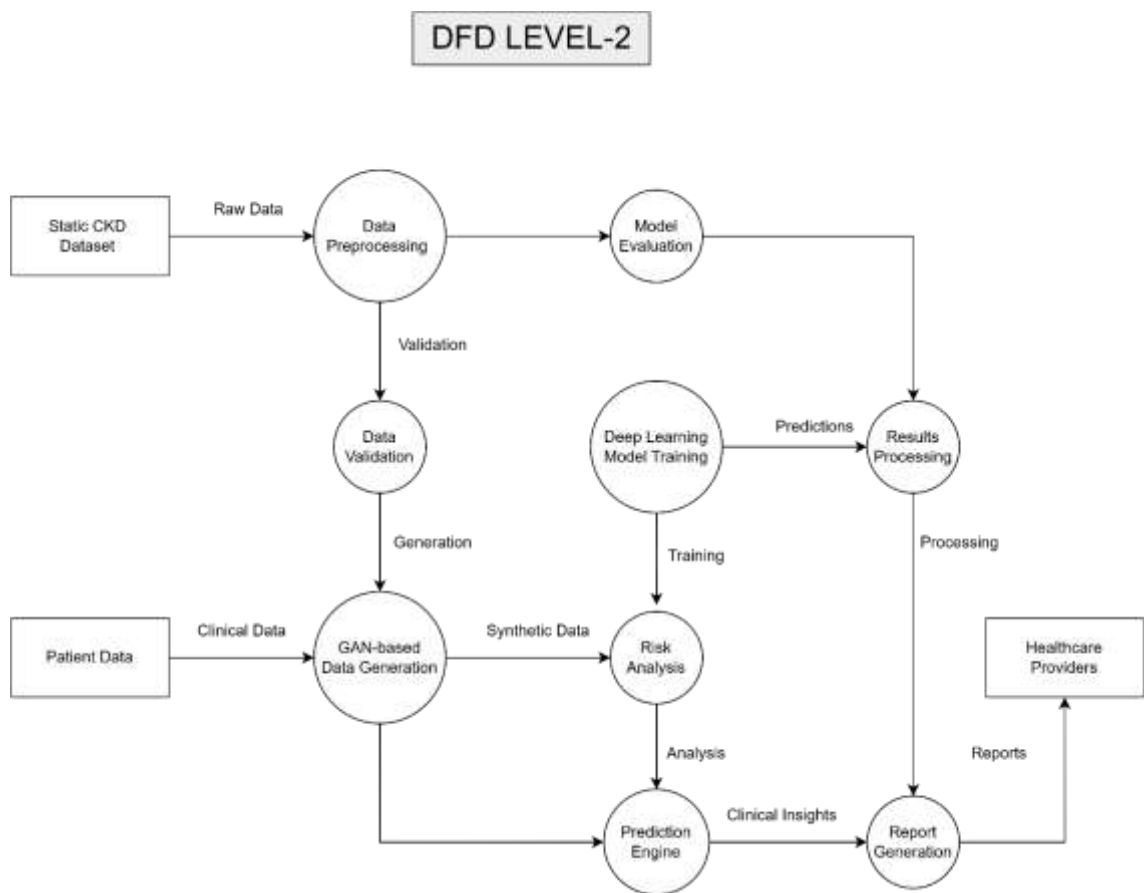 DFD LEVEL-2
Raw Data
Static CKD
Dataset
Data
Preprocessing
Model
Evaluation
Validation
Data
Validation
Deep Learning
Model Training
Predictions
Results
Processing
Generation
Training
Processing
Patient Data
Clinical Data
GAN-based
Data Generation
Synthetic Data
Risk
Analysis
Healthcare
Providers
Analysis
Reports
Prediction
Engine
Clinical Insights
Report
Generation